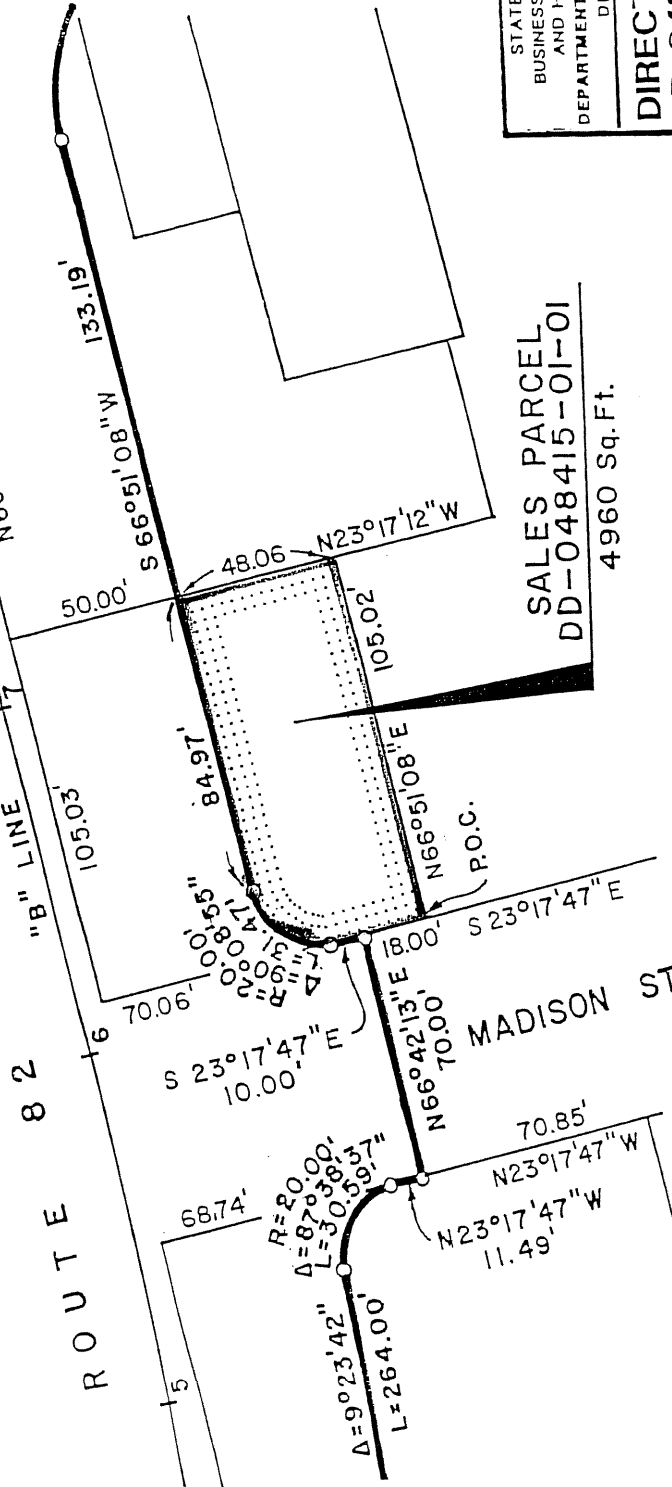 STATE
BUSINESS
AND H
DEPARTMENT
DI
DIRECT
133.19'
S 66°51'08"W
50.00'
48.06
N23°17'12"W
SALES PARCEL
DD-048415-01-01
4960 Sq. Ft.
7
"B" LINE
105.03'
84.97'
105.02'
N66°51'08"E
P.O.C.
R=20.00'
Δ=90°08'55"
L=31.47'
18.00'
S 23°17'47"E
70.06'
6
S 23°17'47"E
10.00'
N66°42'13"E
70.00'
MADISON ST
ROUTE 82
68.74'
R=20.00'
Δ=87°38'37"
L=30.59'
70.85'
N23°17'47"W
N23°17'47"W
11.49'
5
Δ=9°23'42"
L=264.00'